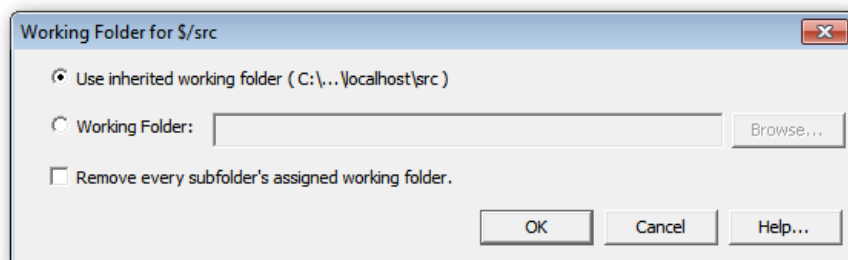 Working Folder for $/src
Use inherited working folder ( C:\...\localhost\src )
Working Folder:
Browse...
Remove every subfolder's assigned working folder.
OK Cancel Help...